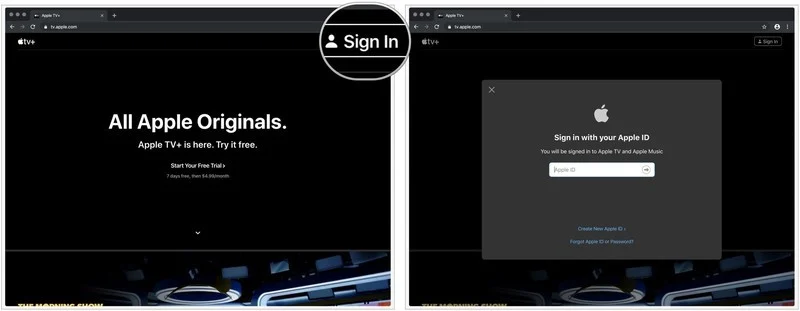 Apple TV+
tv.apple.com
tv+
Sign In
All Apple Originals.
Apple TV+ is here. Try it free.
Start Your Free Trial ›
7 days free, then $4.99/month
THE MORNING SHOW
Apple TV+
tv.apple.com
tv+
Sign In
Sign in with your Apple ID
You will be signed in to Apple TV and Apple Music
Apple ID
Create New Apple ID ›
Forgot Apple ID or Password?
THE MORNING SHOW